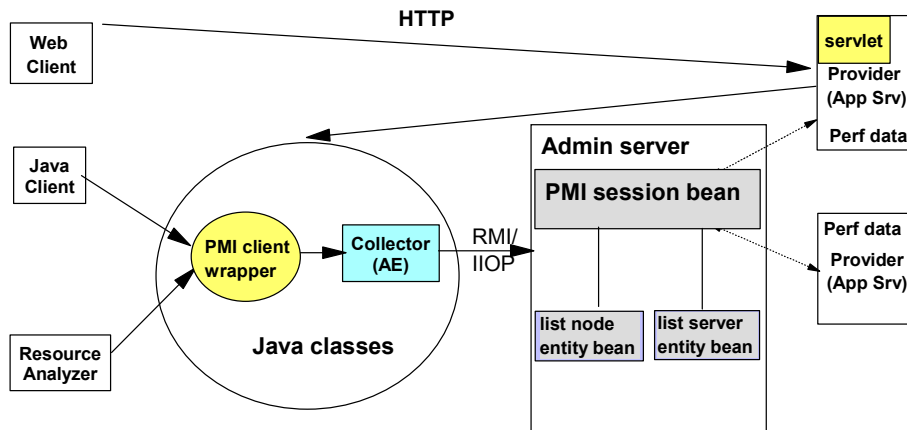 HTTP
Web
Client
servlet
Provider
(App Srv)
Perf data
Java
Client
PMI client
wrapper
Collector
(AE)
RMI/
IIOP
Java classes
Resource
Analyzer
Admin server
PMI session bean
list node
entity bean
list server
entity bean
Perf data
Provider
(App Srv)